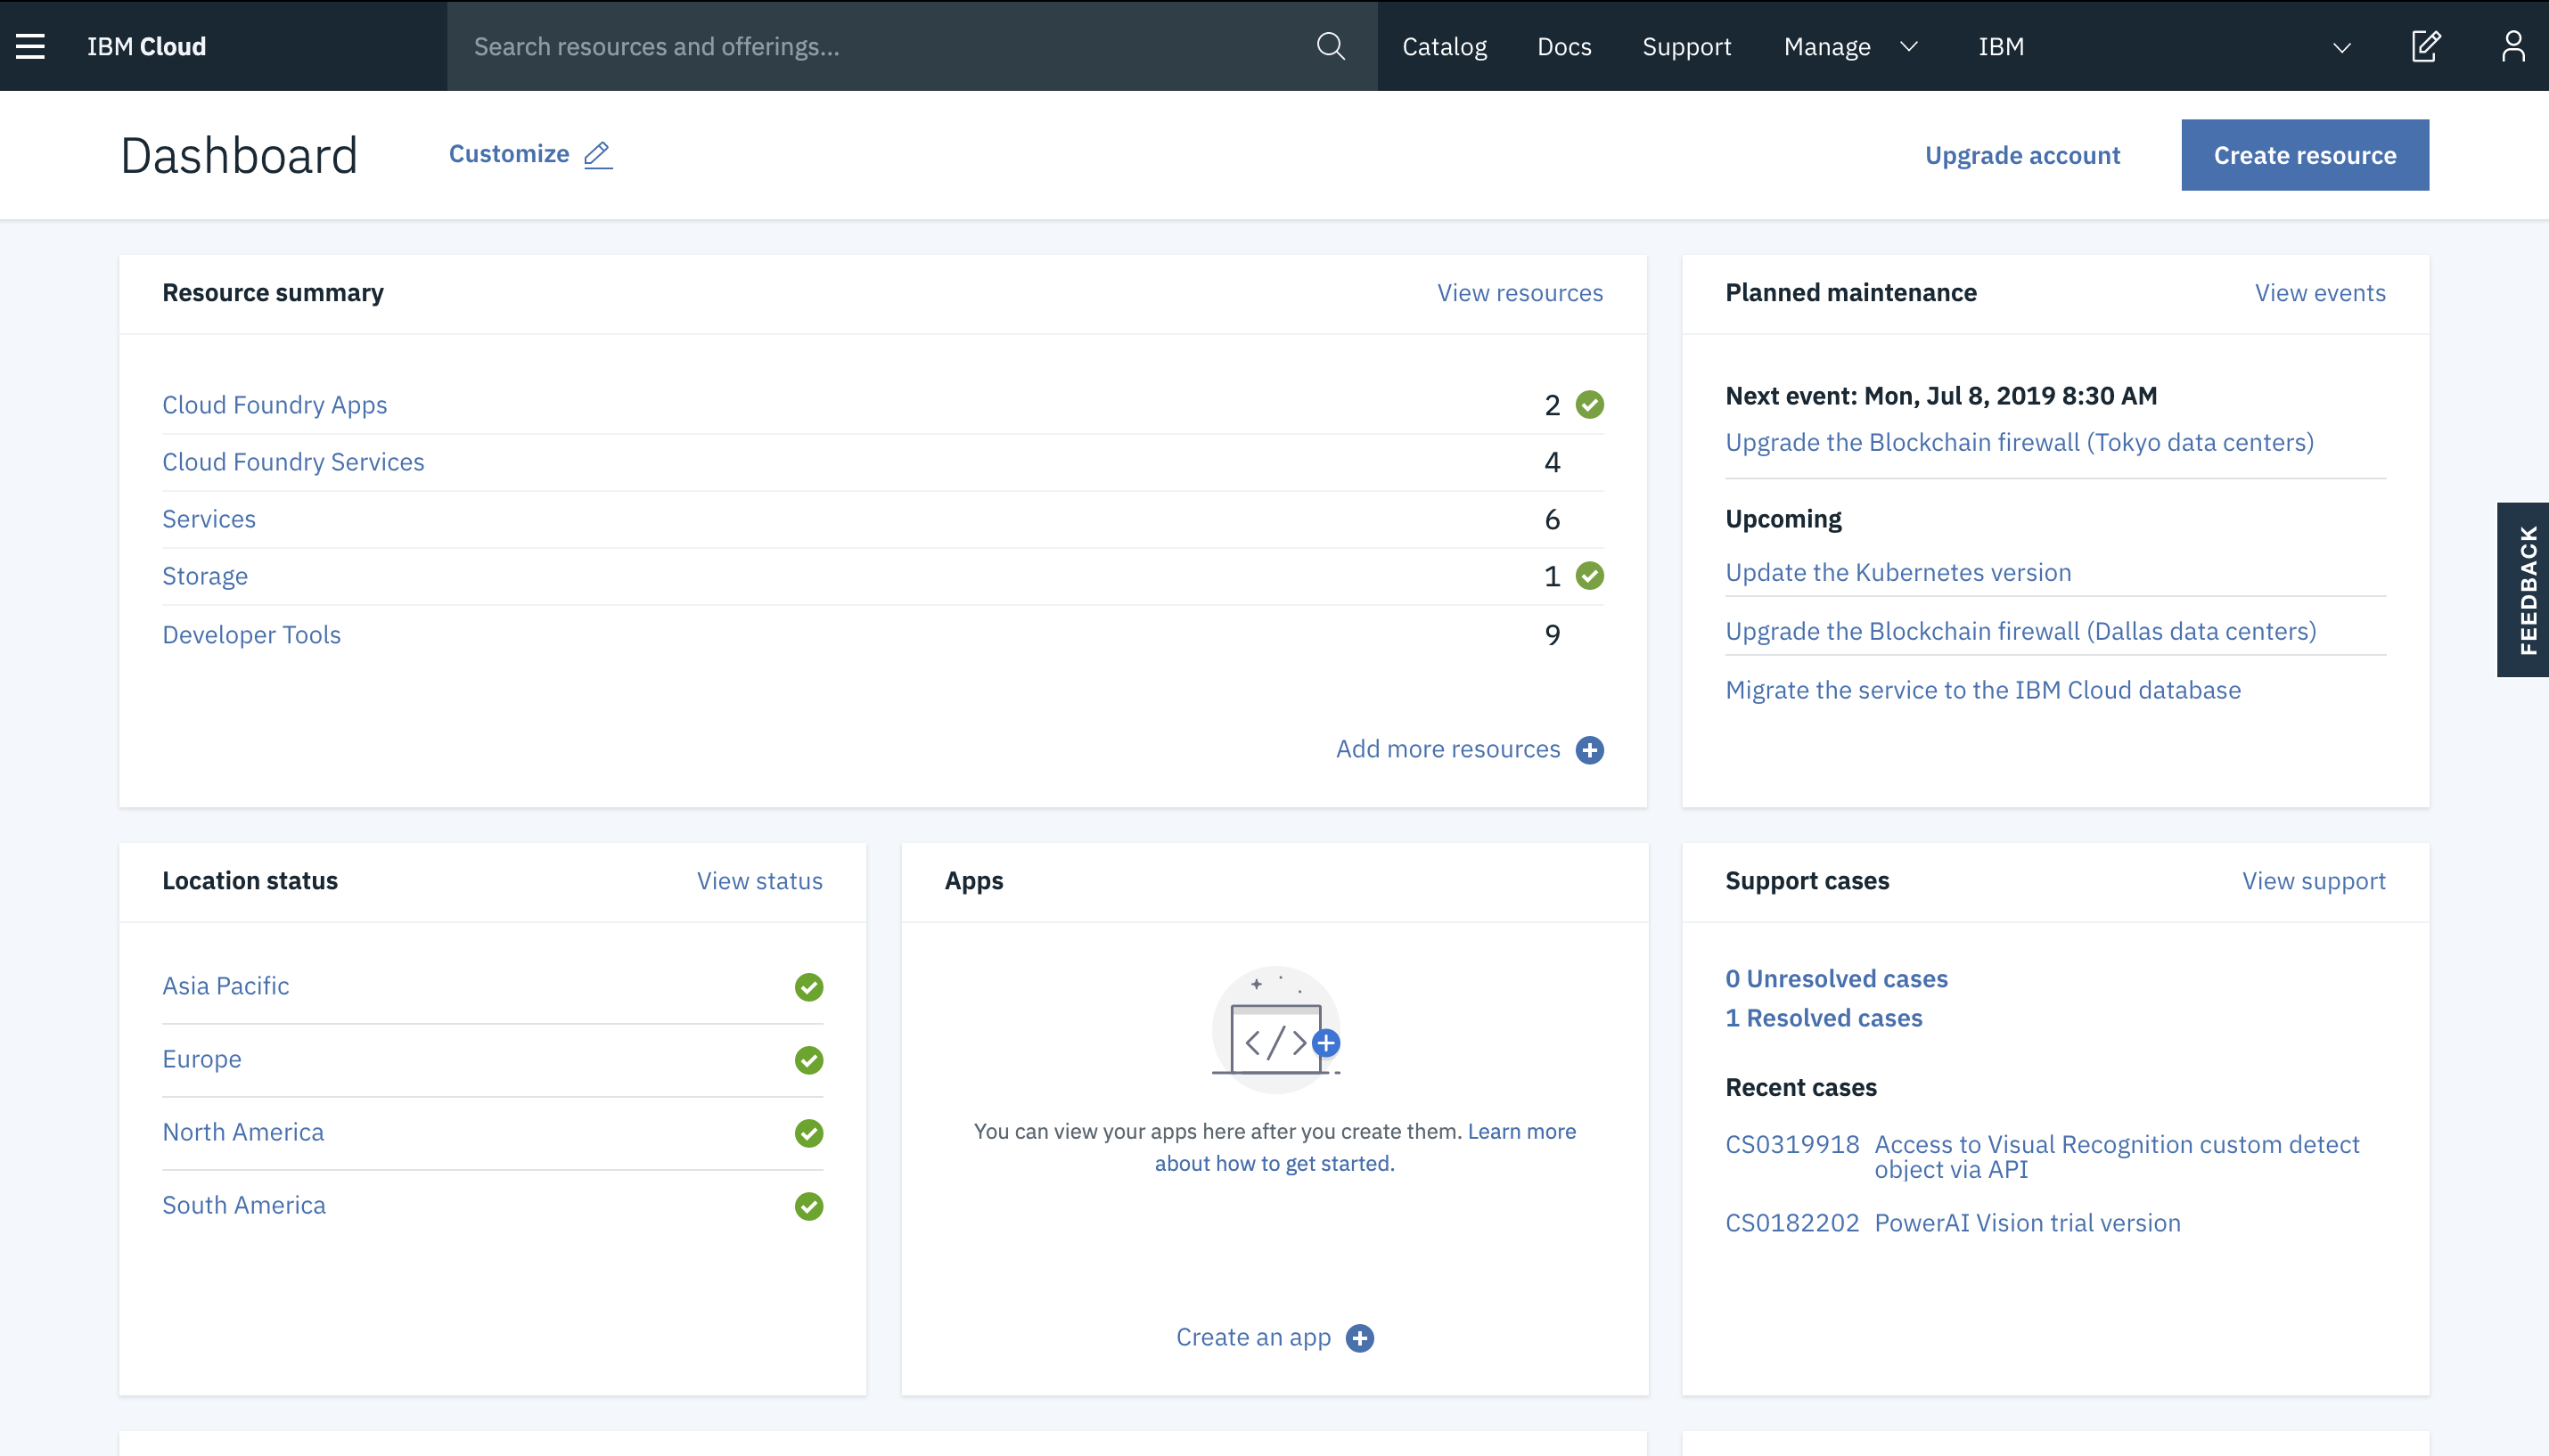 IBM Cloud
Search resources and offerings...
Catalog
Docs
Support
Manage
IBM
Dashboard
Customize
Upgrade account
Create resource
Resource summary
View resources
Cloud Foundry Apps 2
Cloud Foundry Services 4
Services 6
Storage 1
Developer Tools 9
Add more resources
Planned maintenance
View events
Next event: Mon, Jul 8, 2019 8:30 AM
Upgrade the Blockchain firewall (Tokyo data centers)
Upcoming
Update the Kubernetes version
Upgrade the Blockchain firewall (Dallas data centers)
Migrate the service to the IBM Cloud database
FEEDBACK
Location status
View status
Asia Pacific
Europe
North America
South America
Apps
</>
You can view your apps here after you create them. Learn more
about how to get started.
Create an app
Support cases
View support
0 Unresolved cases
1 Resolved cases
Recent cases
CS0319918 Access to Visual Recognition custom detect
object via API
CS0182202 PowerAI Vision trial version